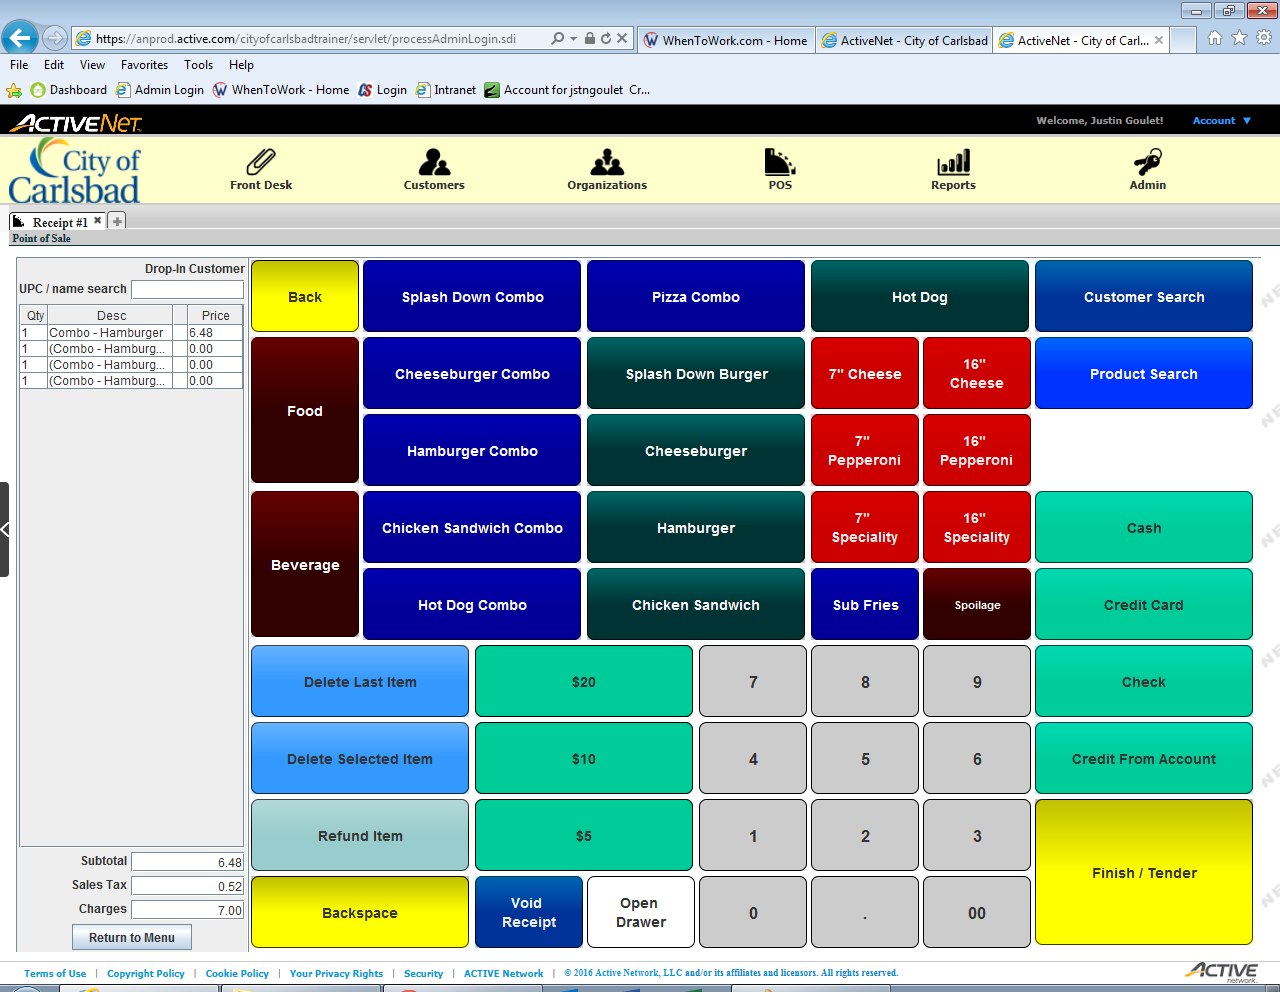 https://anprod.active.com/cityofcarlsbadtrainer/servlet/processAdminLogin.sdi
WhenToWork.com - Home
ActiveNet - City of Carlsbad
ActiveNet - City of Carl...
File Edit View Favorites Tools Help
Dashboard Admin Login WhenToWork - Home Login Intranet Account for jstngoulet Cr...
ACTIVENET
Welcome, Justin Goulet! Account
City of
Carlsbad
Front Desk Customers Organizations POS Reports Admin
Receipt #1
Point of Sale
Drop-In Customer
UPC / name search
Qty Desc Price
1 Combo - Hamburger 6.48
1 (Combo - Hamburg... 0.00
1 (Combo - Hamburg... 0.00
1 (Combo - Hamburg... 0.00
Subtotal 6.48
Sales Tax 0.52
Charges 7.00
Return to Menu
Back Splash Down Combo Pizza Combo Hot Dog Customer Search
Food
Cheeseburger Combo Splash Down Burger 7" Cheese 16" Cheese Product Search
Hamburger Combo Cheeseburger 7" Pepperoni 16" Pepperoni
Beverage
Chicken Sandwich Combo Hamburger 7" Speciality 16" Speciality Cash
Hot Dog Combo Chicken Sandwich Sub Fries Spoilage Credit Card
Delete Last Item $20 7 8 9 Check
Delete Selected Item $10 4 5 6 Credit From Account
Refund Item $5 1 2 3
Finish / Tender
Backspace Void Receipt Open Drawer 0 . 00
Terms of Use | Copyright Policy | Cookie Policy | Your Privacy Rights | Security | ACTIVE Network | © 2016 Active Network, LLC and/or its affiliates and licensors. All rights reserved.
ACTIVE
network